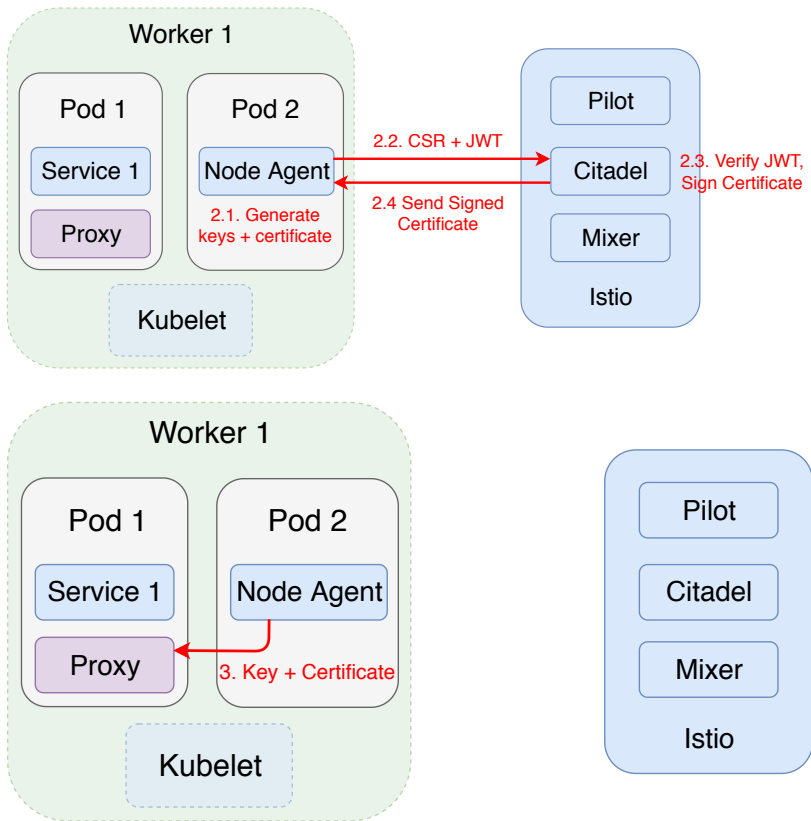 Worker 1
Pod 1
Pod 2
Service 1
Node Agent
Proxy
2.1. Generate
keys + certificate
Kubelet
2.2. CSR + JWT
2.4 Send Signed
Certificate
Pilot
Citadel
Mixer
Istio
2.3. Verify JWT,
Sign Certificate
Worker 1
Pod 1
Pod 2
Service 1
Node Agent
Proxy
3. Key + Certificate
Kubelet
Pilot
Citadel
Mixer
Istio